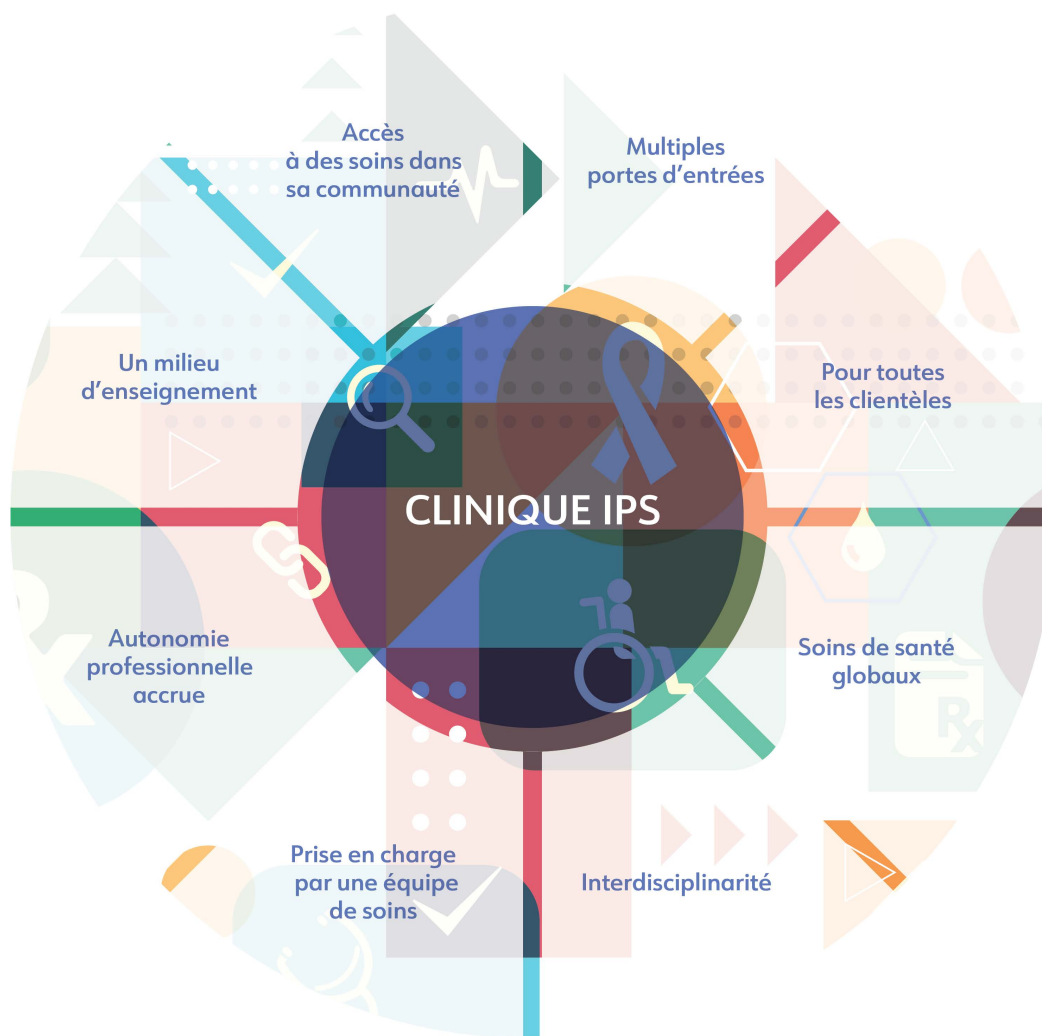 Accès
à des soins dans
sa communauté
Multiples
portes d'entrées
Un milieu
d'enseignement
Pour toutes
les clientèles
CLINIQUE IPS
Autonomie
professionnelle
accrue
Soins de santé
globaux
Rx
Prise en charge
par une équipe
de soins
Interdisciplinarité